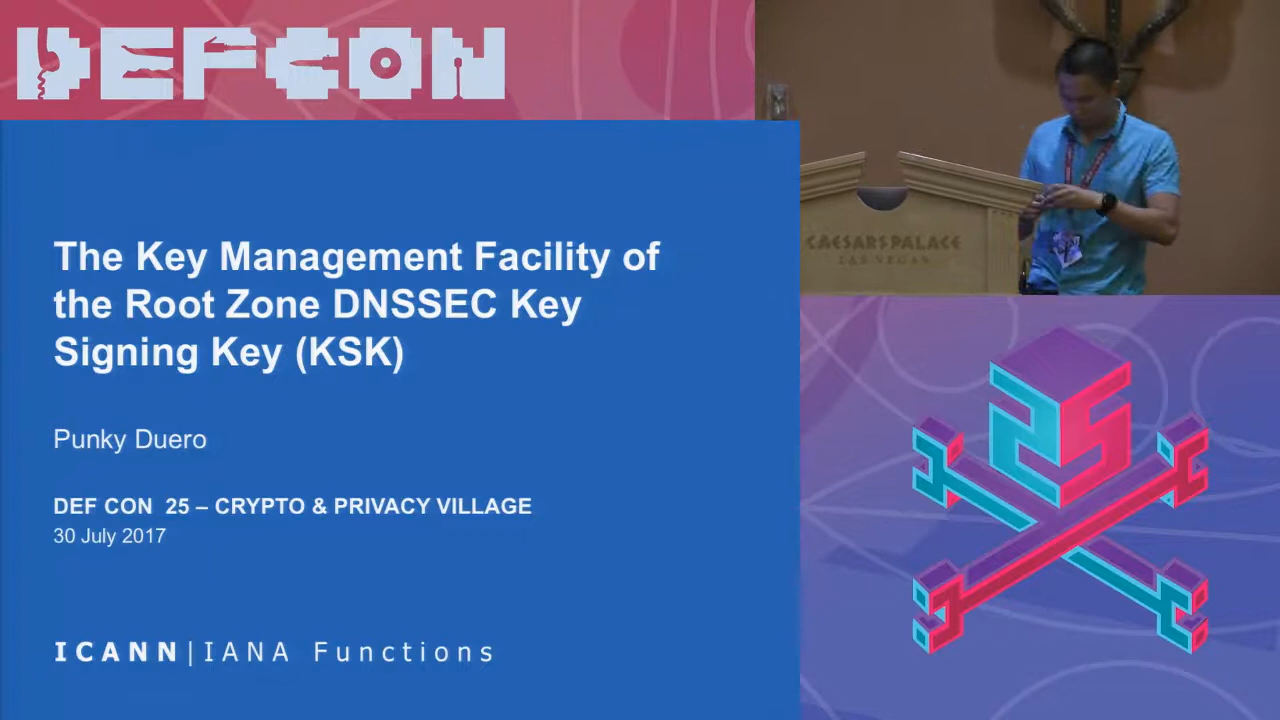 DEFCON
The Key Management Facility of
the Root Zone DNSSEC Key
Signing Key (KSK)
Punky Duero
DEF CON 25 – CRYPTO & PRIVACY VILLAGE
30 July 2017
ICANN|IANA Functions
CAESARS PALACE
LAS VEGAS
25